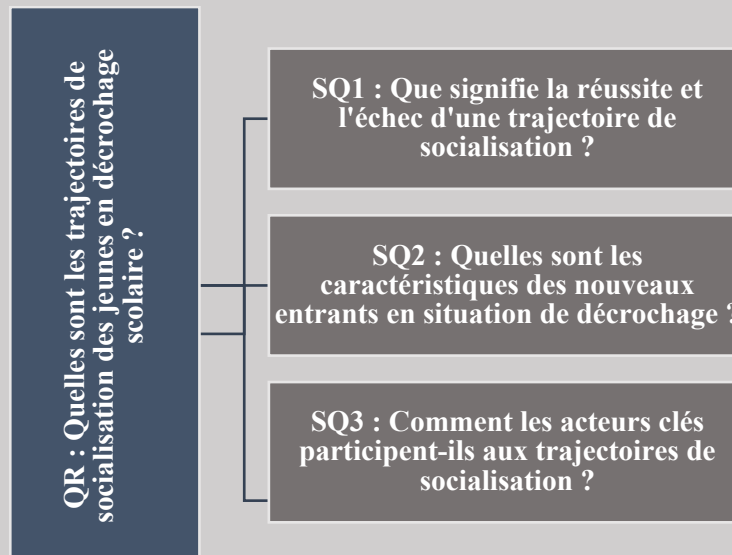 QR : Quelles sont les trajectoires de
socialisation des jeunes en décrochage
scolaire ?
SQ1 : Que signifie la réussite et
l'échec d'une trajectoire de
socialisation ?
SQ2 : Quelles sont les
caractéristiques des nouveaux
entrants en situation de décrochage ?
SQ3 : Comment les acteurs clés
participent-ils aux trajectoires de
socialisation ?